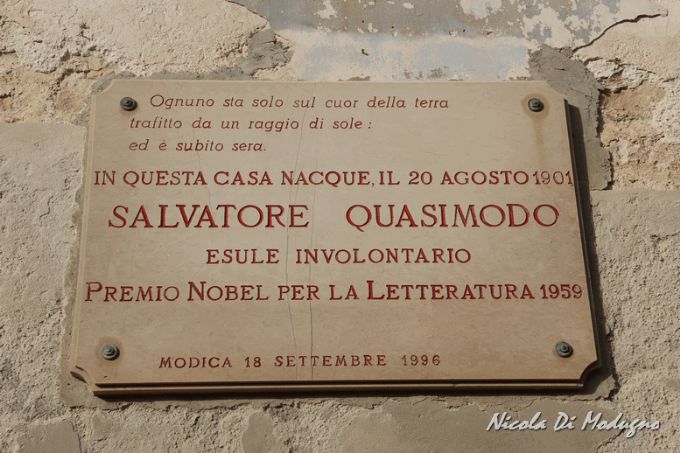 Ognuno sta solo sul cuor della terra
trafitto da un raggio di sole:
ed è subito sera.
IN QUESTA CASA NACQUE, IL 20 AGOSTO 1901
SALVATORE QUASIMODO
ESULE INVOLONTARIO
PREMIO NOBEL PER LA LETTERATURA 1959
MODICA 18 SETTEMBRE 1996
Nicola Di Modugno